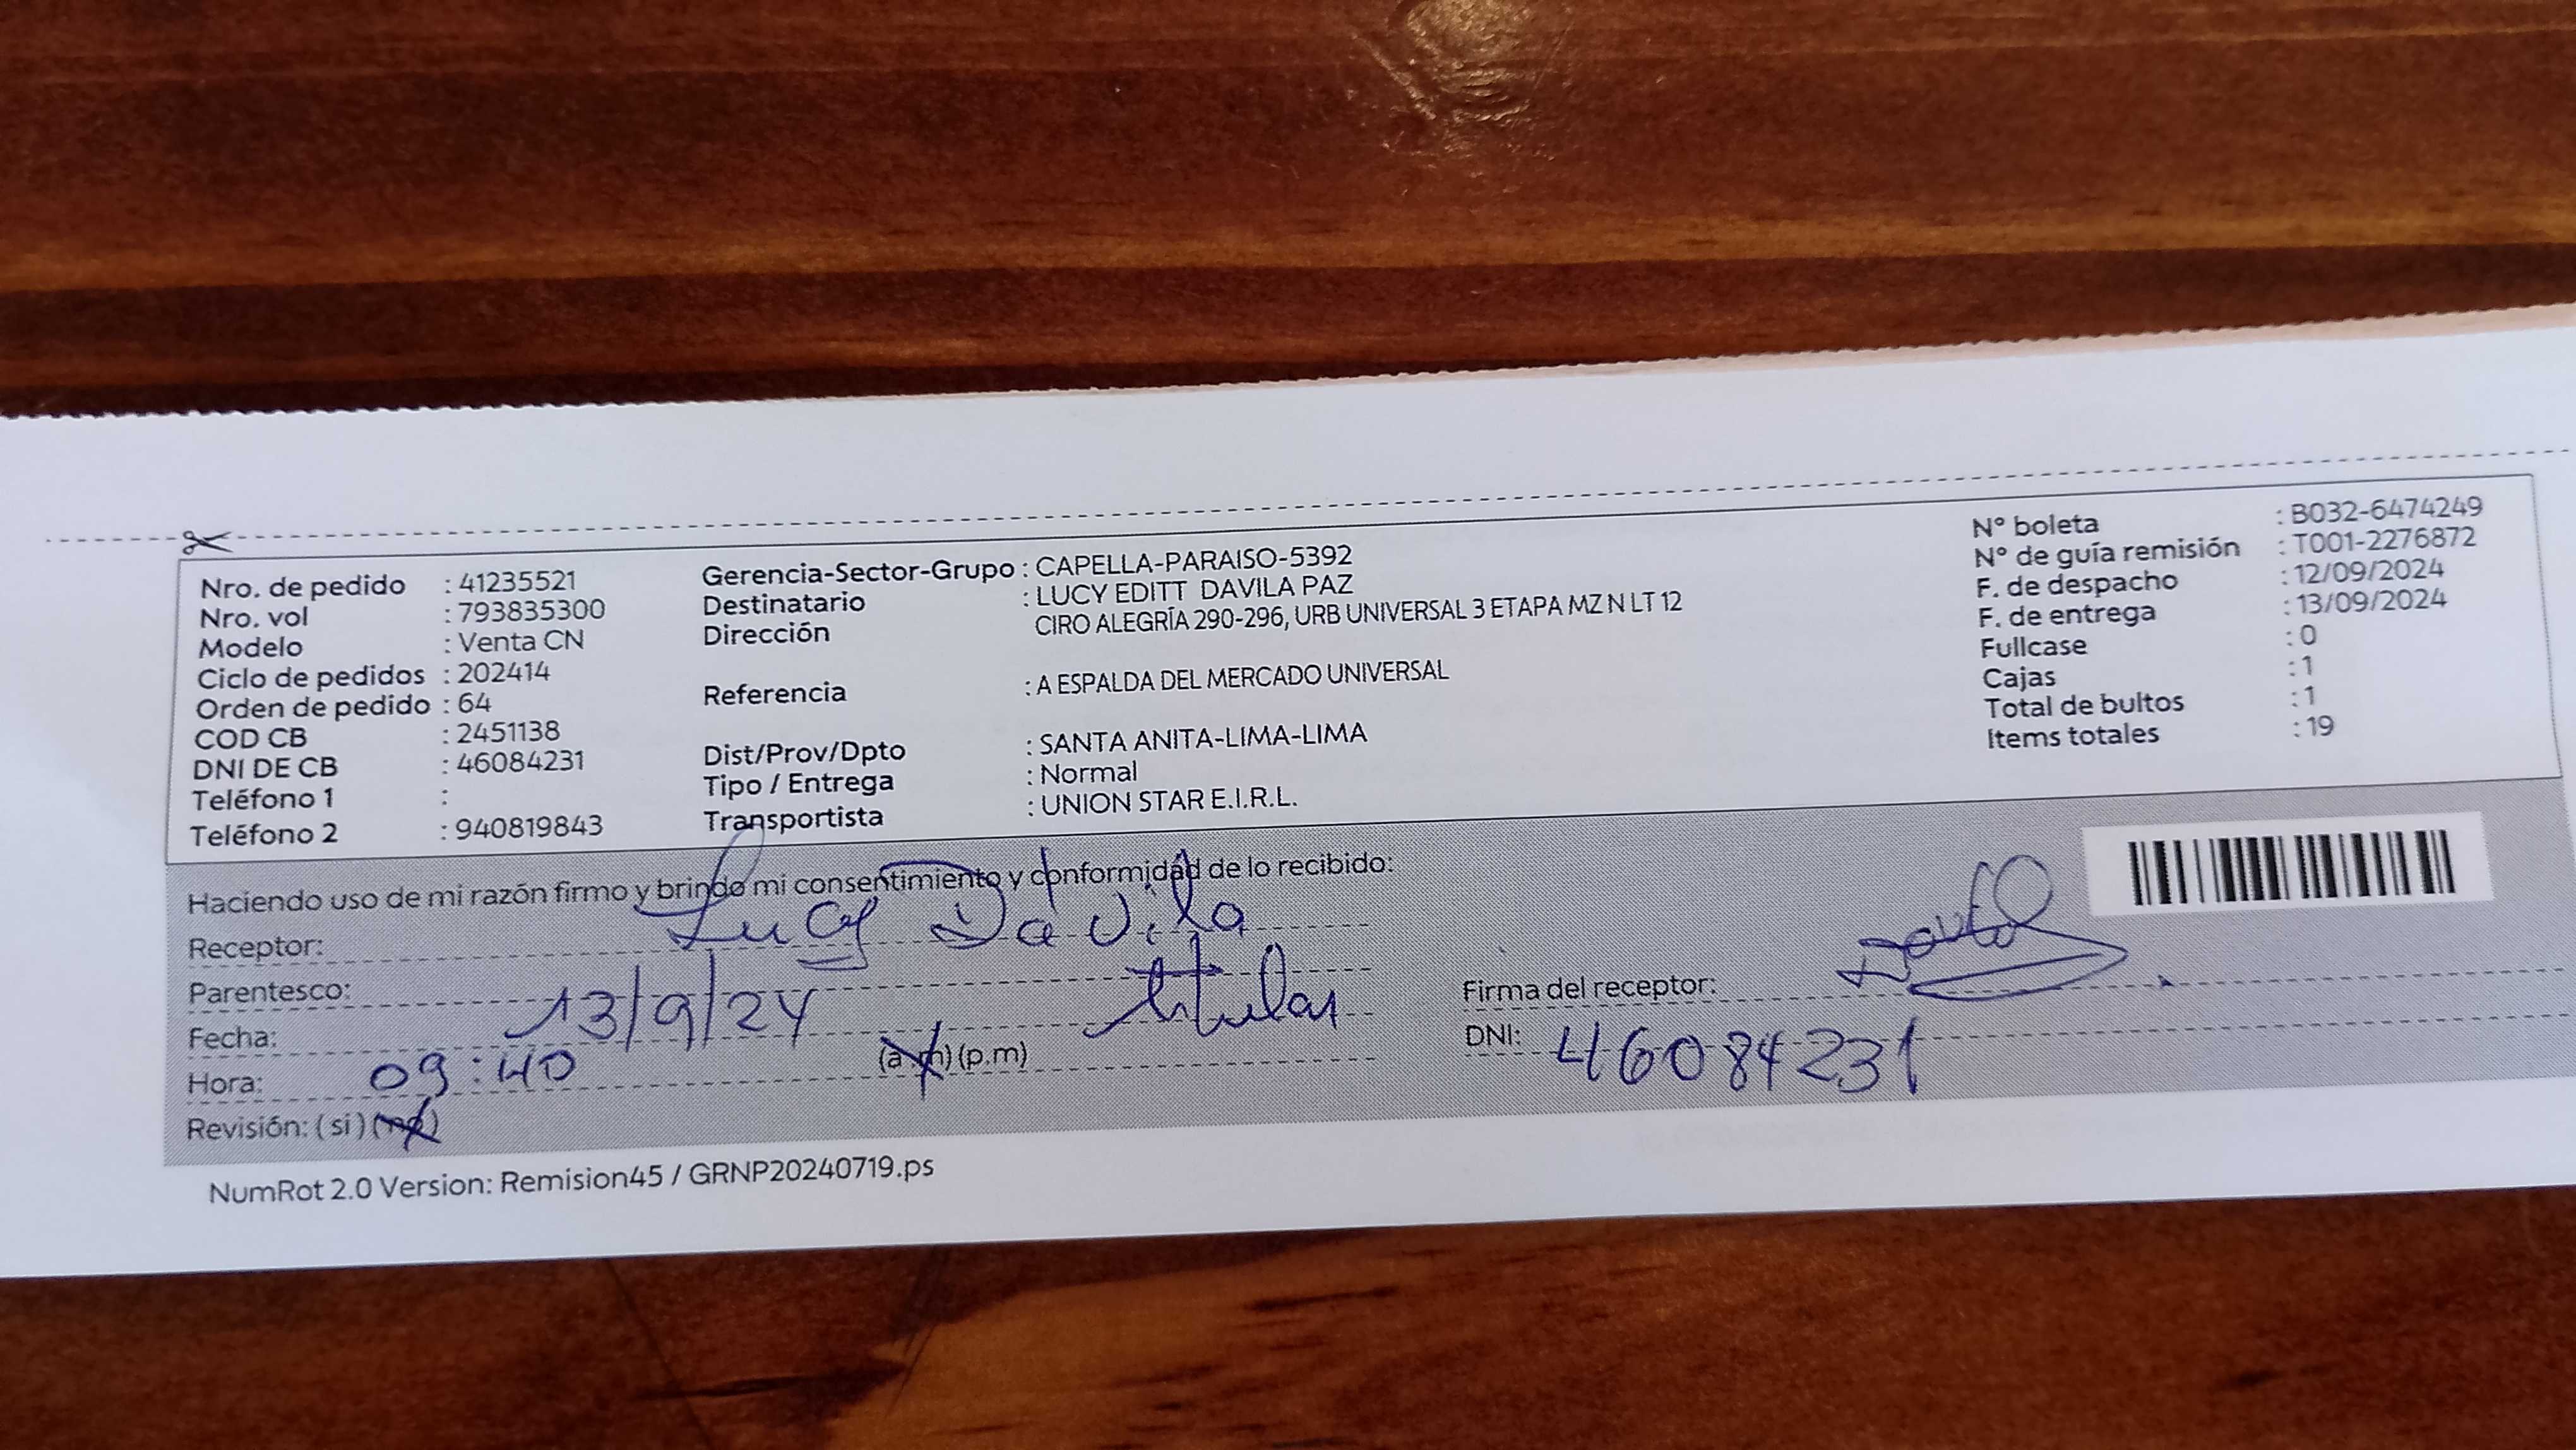 Nro. de pedido : 41235521
Nro. vol : 793835300
Modelo : Venta CN
Ciclo de pedidos : 202414
Orden de pedido : 64
COD CB : 2451138
DNI DE CB : 46084231
Teléfono 1 :
Teléfono 2 : 940819843
Gerencia-Sector-Grupo : CAPELLA-PARAISO-5392
Destinatario : LUCY EDITT DAVILA PAZ
Dirección CIRO ALEGRÍA 290-296, URB UNIVERSAL 3 ETAPA MZ N LT 12
Referencia : A ESPALDA DEL MERCADO UNIVERSAL
Dist/Prov/Dpto : SANTA ANITA-LIMA-LIMA
Tipo / Entrega : Normal
Transportista : UNION STAR E.I.R.L.
N° boleta : B032-6474249
N° de guía remisión : T001-2276872
F. de despacho : 12/09/2024
F. de entrega : 13/09/2024
Fullcase : 0
Cajas : 1
Total de bultos : 1
Items totales : 19
Haciendo uso de mi razón firmo y brindo mi consentimiento y conformidad de lo recibido:
Receptor: Lucy Davila
Parentesco: titular
Fecha: 13/9/24
Hora: 09:40 (a.m) (p.m)
Revisión: (si) (no)
Firma del receptor:
DNI: 46084231
NumRot 2.0 Version: Remision45 / GRNP20240719.ps